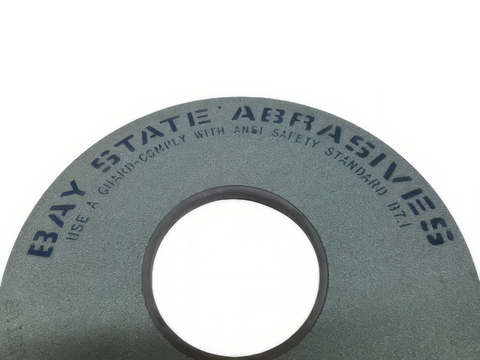 BAY STATE ABRASIVES
USE A GUARD-COMPLY WITH ANSI SAFETY STANDARD B7.1